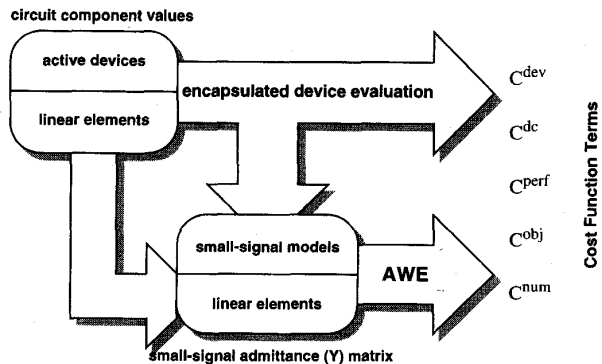 circuit component values
active devices
linear elements
encapsulated device evaluation
C^dev
C^dc
C^perf
C^obj
C^num
Cost Function Terms
small-signal models
linear elements
AWE
small-signal admittance (Y) matrix